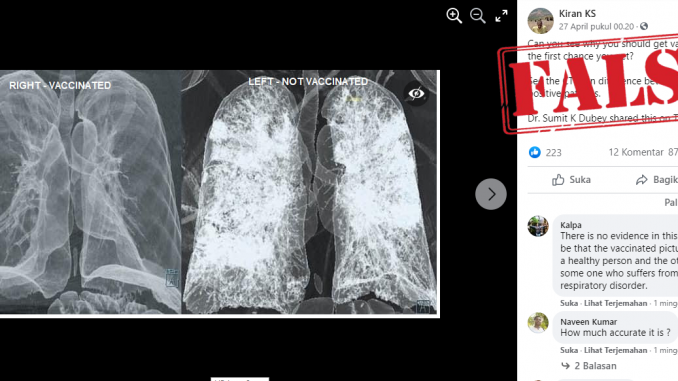 RIGHT - VACCINATED
LEFT - NOT VACCINATED
Kiran KS
27 April pukul 00.20
Can you see why you should get
the first chance you get?
FALS
Dr. Sumit K Dubey shared this on
223
12 Komentar 87
Suka
Bagik
Pal
Kalpa
There is no evidence in this
be that the vaccinated pictu
a healthy person and the ot
some one who suffers from
respiratory disorder.
Suka · Lihat Terjemahan · 1 ming
Naveen Kumar
How much accurate it is ?
Suka · Lihat Terjemahan · 1 ming
2 Balasan